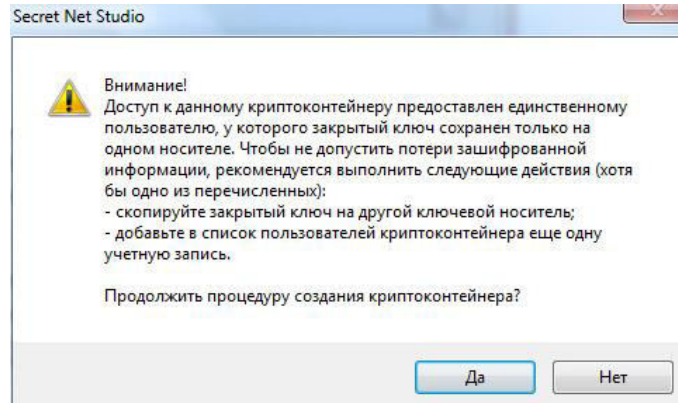 Secret Net Studio
Внимание!
Доступ к данному криптоконтейнеру предоставлен единственному
пользователю, у которого закрытый ключ сохранен только на
одном носителе. Чтобы не допустить потери зашифрованной
информации, рекомендуется выполнить следующие действия (хотя
бы одно из перечисленных):
- скопируйте закрытый ключ на другой ключевой носитель;
- добавьте в список пользователей криптоконтейнера еще одну
учетную запись.
Продолжить процедуру создания криптоконтейнера?
Да
Нет